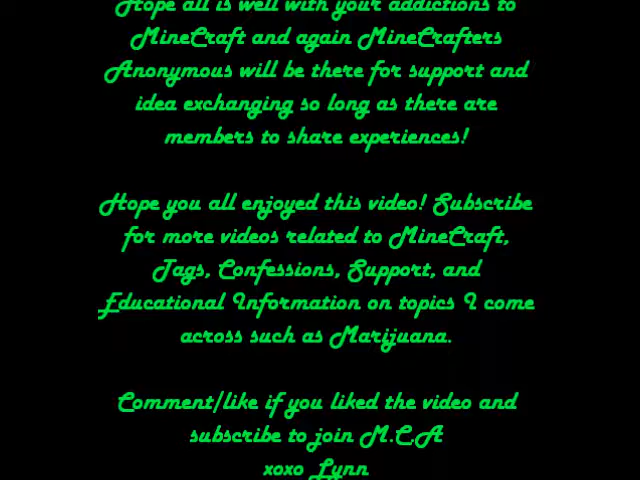 Hope all is well with your addictions to
MineCraft and again MineCrafters
Anonymous will be there for support and
idea exchanging so long as there are
members to share experiences!
Hope you all enjoyed this video! Subscribe
for more videos related to MineCraft,
Tags, Confessions, Support, and
Educational Information on topics I come
across such as Marijuana.
Comment/like if you liked the video and
subscribe to join M.C.A
xoxo Lynn